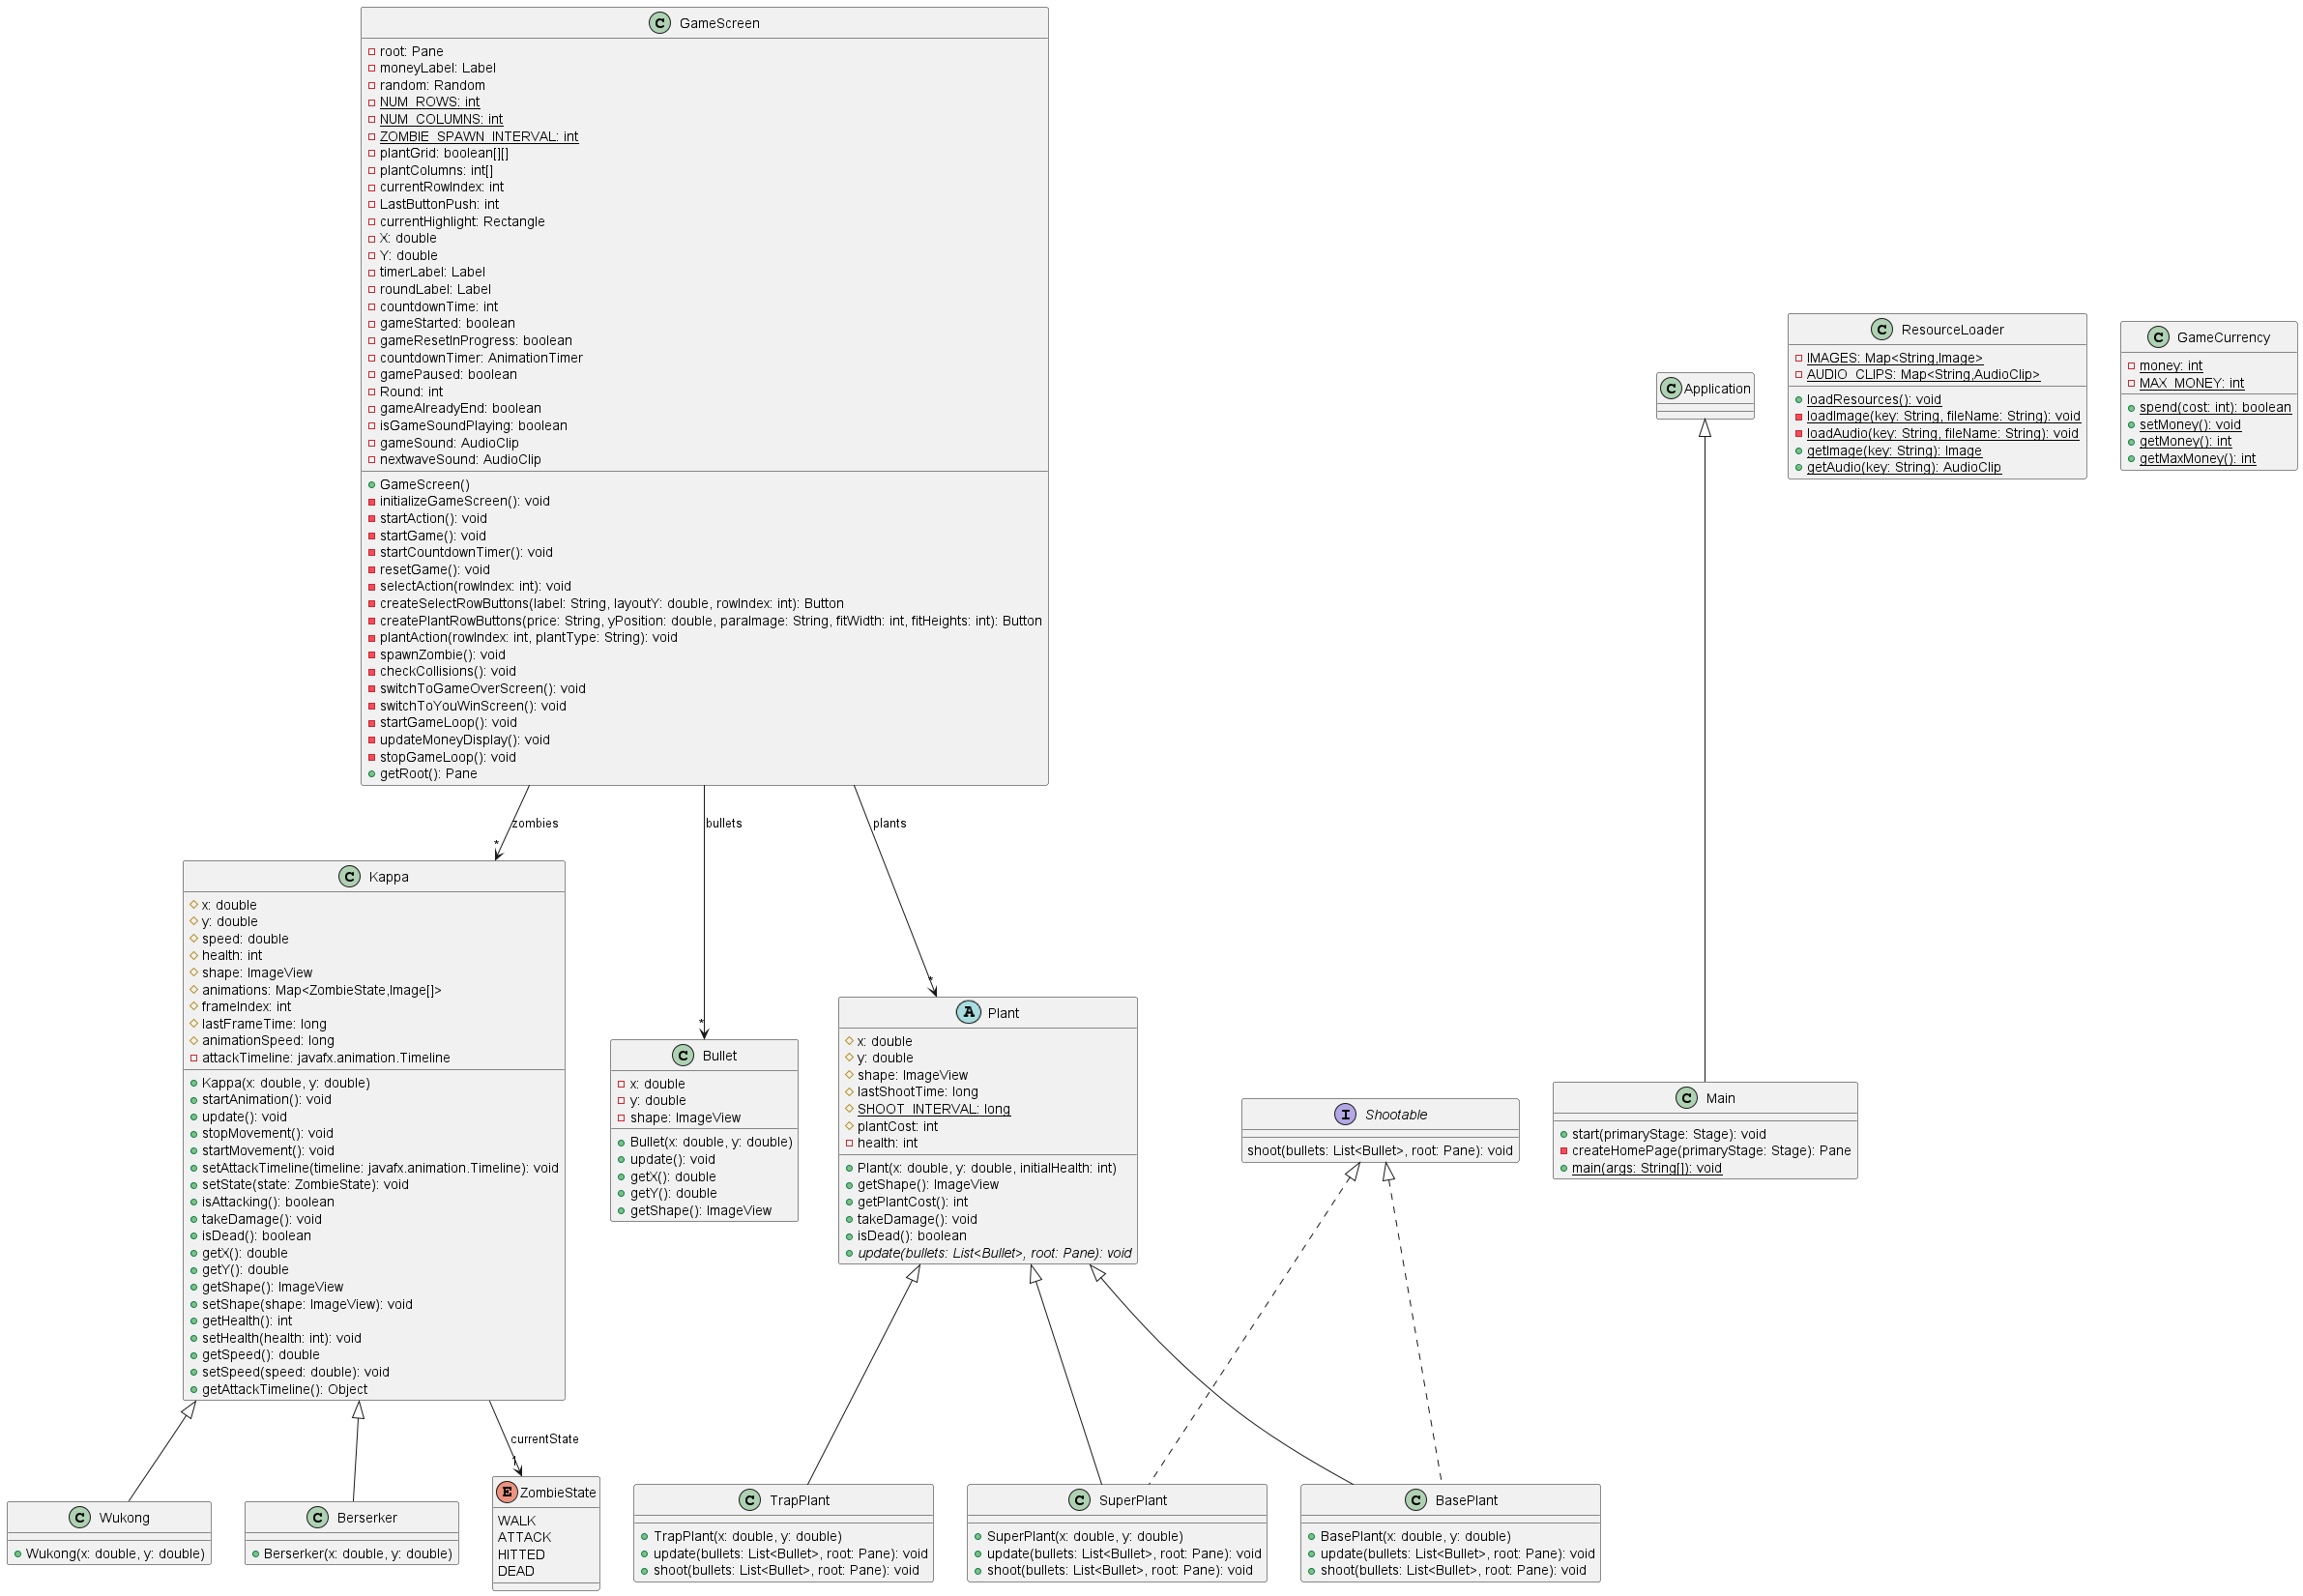 GameScreen
root: Pane
moneyLabel: Label
random: Random
NUM_ROWS: int
NUM_COLUMNS: int
ZOMBIE_SPAWN_INTERVAL: int
plantGrid: boolean[][]
plantColumns: int[]
currentRowIndex: int
LastButtonPush: int
currentHighlight: Rectangle
X: double
Y: double
timerLabel: Label
roundLabel: Label
countdownTime: int
gameStarted: boolean
gameResetInProgress: boolean
countdownTimer: AnimationTimer
gamePaused: boolean
Round: int
gameAlreadyEnd: boolean
isGameSoundPlaying: boolean
gameSound: AudioClip
nextwaveSound: AudioClip
GameScreen()
initializeGameScreen(): void
startAction(): void
startGame(): void
startCountdownTimer(): void
resetGame(): void
selectAction(rowIndex: int): void
createSelectRowButtons(label: String, layoutY: double, rowIndex: int): Button
createPlantRowButtons(price: String, yPosition: double, paraImage: String, fitWidth: int, fitHeights: int): Button
plantAction(rowIndex: int, plantType: String): void
spawnZombie(): void
checkCollisions(): void
switchToGameOverScreen(): void
switchToYouWinScreen(): void
startGameLoop(): void
updateMoneyDisplay(): void
stopGameLoop(): void
getRoot(): Pane
Application
ResourceLoader
IMAGES: Map<String,Image>
AUDIO_CLIPS: Map<String,AudioClip>
loadResources(): void
loadImage(key: String, fileName: String): void
loadAudio(key: String, fileName: String): void
getImage(key: String): Image
getAudio(key: String): AudioClip
GameCurrency
money: int
MAX_MONEY: int
spend(cost: int): boolean
setMoney(): void
getMoney(): int
getMaxMoney(): int
zombies
*
bullets
*
plants
*
Kappa
x: double
y: double
speed: double
health: int
shape: ImageView
animations: Map<ZombieState,Image[]>
frameIndex: int
lastFrameTime: long
animationSpeed: long
attackTimeline: javafx.animation.Timeline
Kappa(x: double, y: double)
startAnimation(): void
update(): void
stopMovement(): void
startMovement(): void
setAttackTimeline(timeline: javafx.animation.Timeline): void
setState(state: ZombieState): void
isAttacking(): boolean
takeDamage(): void
isDead(): boolean
getX(): double
getY(): double
getShape(): ImageView
setShape(shape: ImageView): void
getHealth(): int
setHealth(health: int): void
getSpeed(): double
setSpeed(speed: double): void
getAttackTimeline(): Object
Bullet
x: double
y: double
shape: ImageView
Bullet(x: double, y: double)
update(): void
getX(): double
getY(): double
getShape(): ImageView
Plant
x: double
y: double
shape: ImageView
lastShootTime: long
SHOOT_INTERVAL: long
plantCost: int
health: int
Plant(x: double, y: double, initialHealth: int)
getShape(): ImageView
getPlantCost(): int
takeDamage(): void
isDead(): boolean
update(bullets: List<Bullet>, root: Pane): void
Shootable
shoot(bullets: List<Bullet>, root: Pane): void
Main
start(primaryStage: Stage): void
createHomePage(primaryStage: Stage): Pane
main(args: String[]): void
currentState
1
Wukong
Wukong(x: double, y: double)
Berserker
Berserker(x: double, y: double)
ZombieState
WALK
ATTACK
HITTED
DEAD
TrapPlant
TrapPlant(x: double, y: double)
update(bullets: List<Bullet>, root: Pane): void
shoot(bullets: List<Bullet>, root: Pane): void
SuperPlant
SuperPlant(x: double, y: double)
update(bullets: List<Bullet>, root: Pane): void
shoot(bullets: List<Bullet>, root: Pane): void
BasePlant
BasePlant(x: double, y: double)
update(bullets: List<Bullet>, root: Pane): void
shoot(bullets: List<Bullet>, root: Pane): void